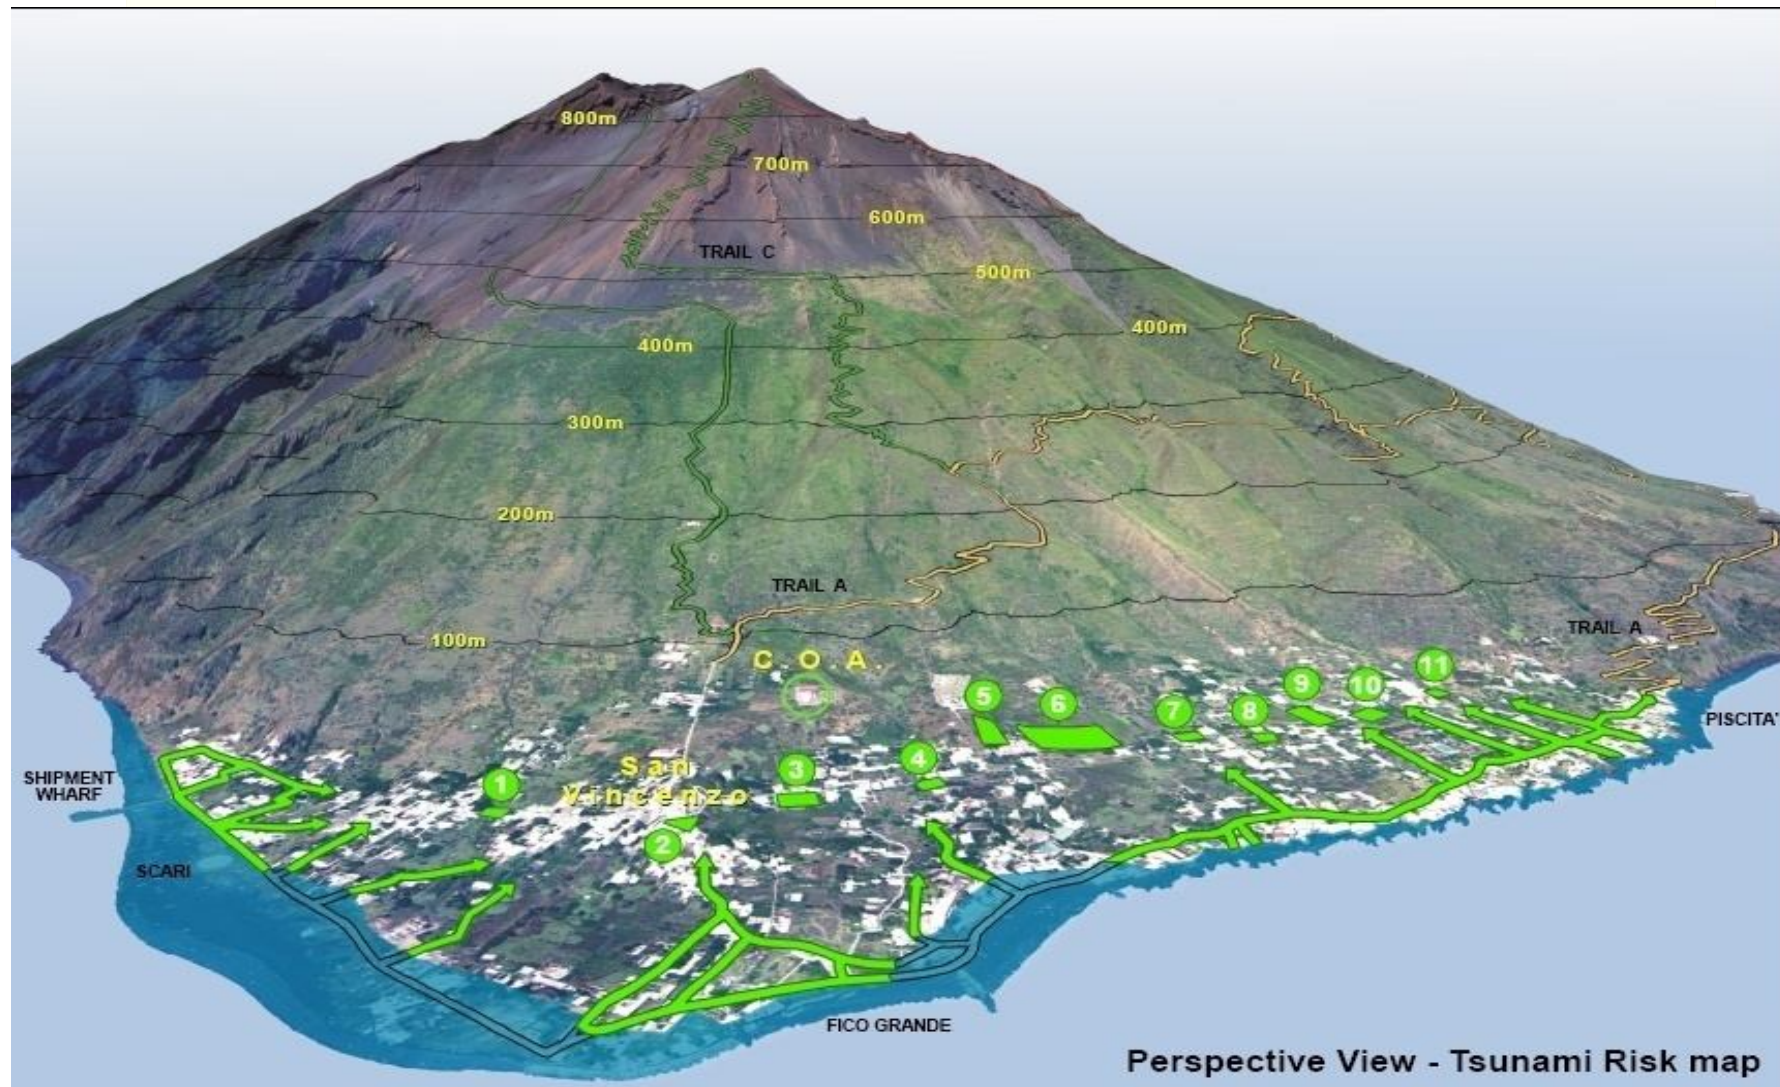 800m
700m
600m
TRAIL C
500m
400m
400m
300m
200m
TRAIL A
100m
TRAIL A
C.O.A.
11
5
6
9
10
7
8
PISCITA'
San
Vincenzo
3
4
1
SHIPMENT
WHARF
2
SCARI
FICO GRANDE
Perspective View - Tsunami Risk map